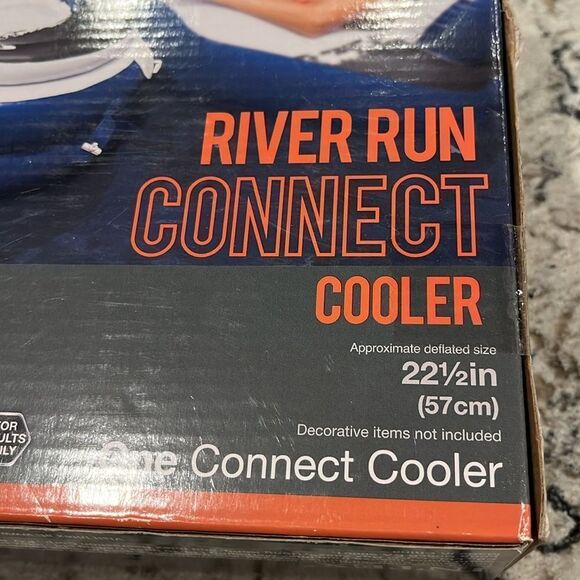 RIVER RUN
CONNECT
COOLER
Approximate deflated size
22½in
(57cm)
Decorative items not included
One Connect Cooler